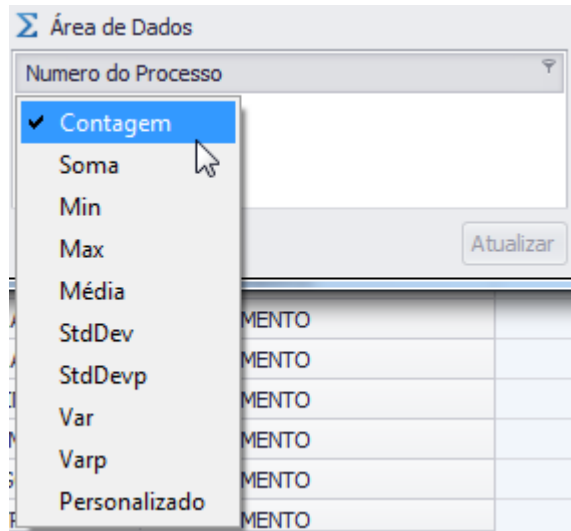 Área de Dados
Numero do Processo
Contagem
Soma
Min
Max
Atualizar
Média
StdDev
MENTO
StdDevp
MENTO
Var
MENTO
Varp
MENTO
MENTO
Personalizado
MENTO